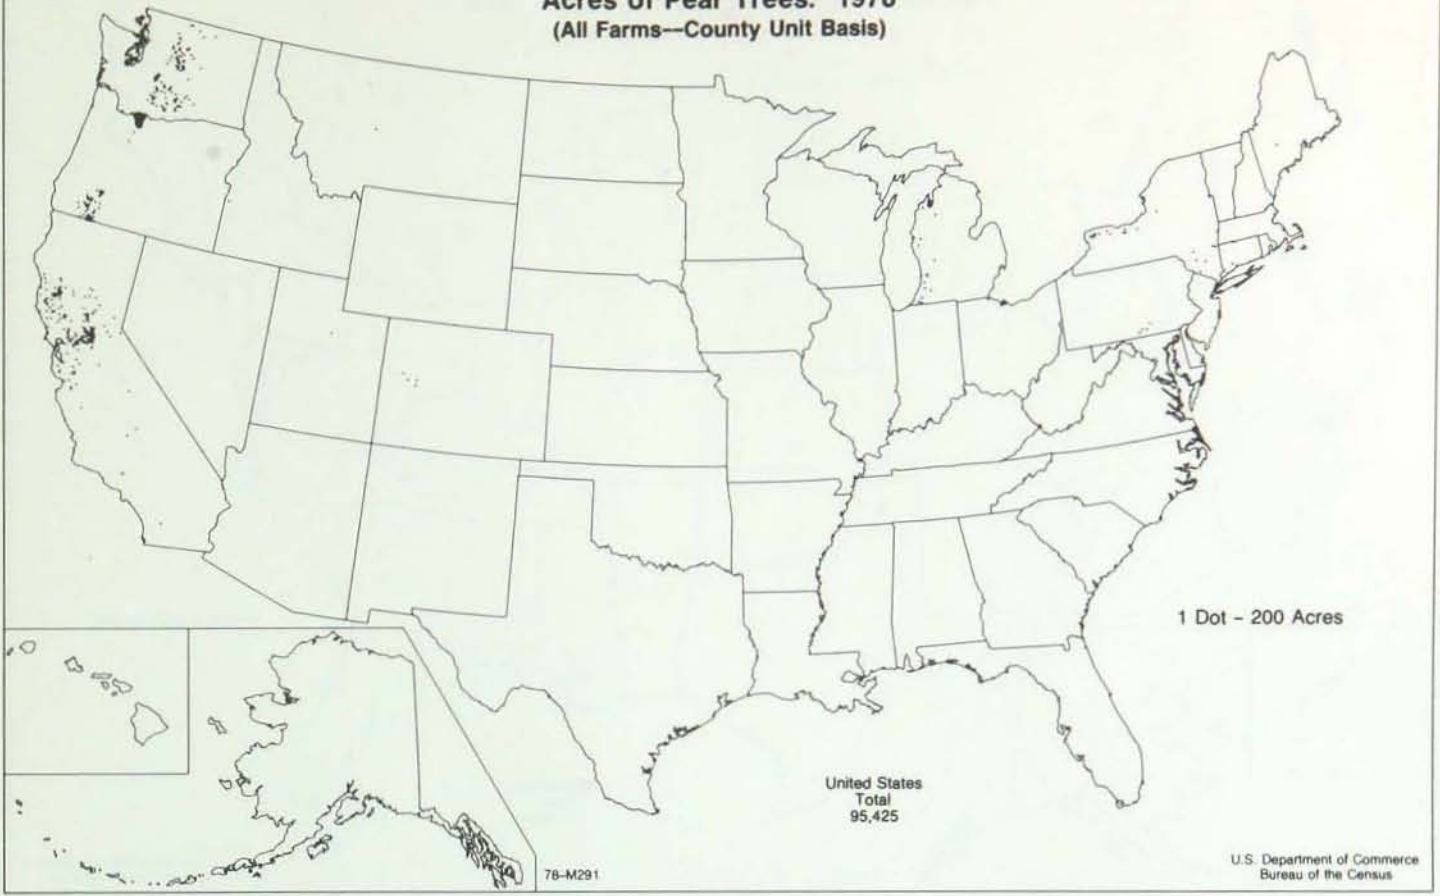 Acres of Pear Trees: 1978
(All Farms--County Unit Basis)
1 Dot - 200 Acres
United States
Total
95,425
78-M291
U.S. Department of Commerce
Bureau of the Census